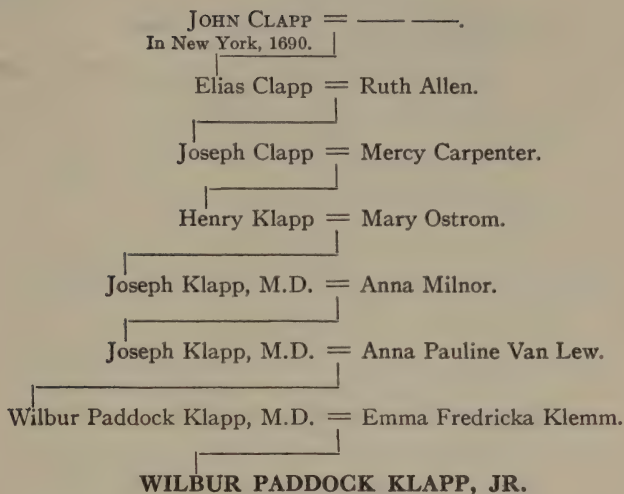 JOHN CLAPP = — —.
In New York, 1690.
Elias Clapp = Ruth Allen.
Joseph Clapp = Mercy Carpenter.
Henry Klapp = Mary Ostrom.
Joseph Klapp, M.D. = Anna Milnor.
Joseph Klapp, M.D. = Anna Pauline Van Lew.
Wilbur Paddock Klapp, M.D. = Emma Fredricka Klemm.
WILBUR PADDOCK KLAPP, JR.